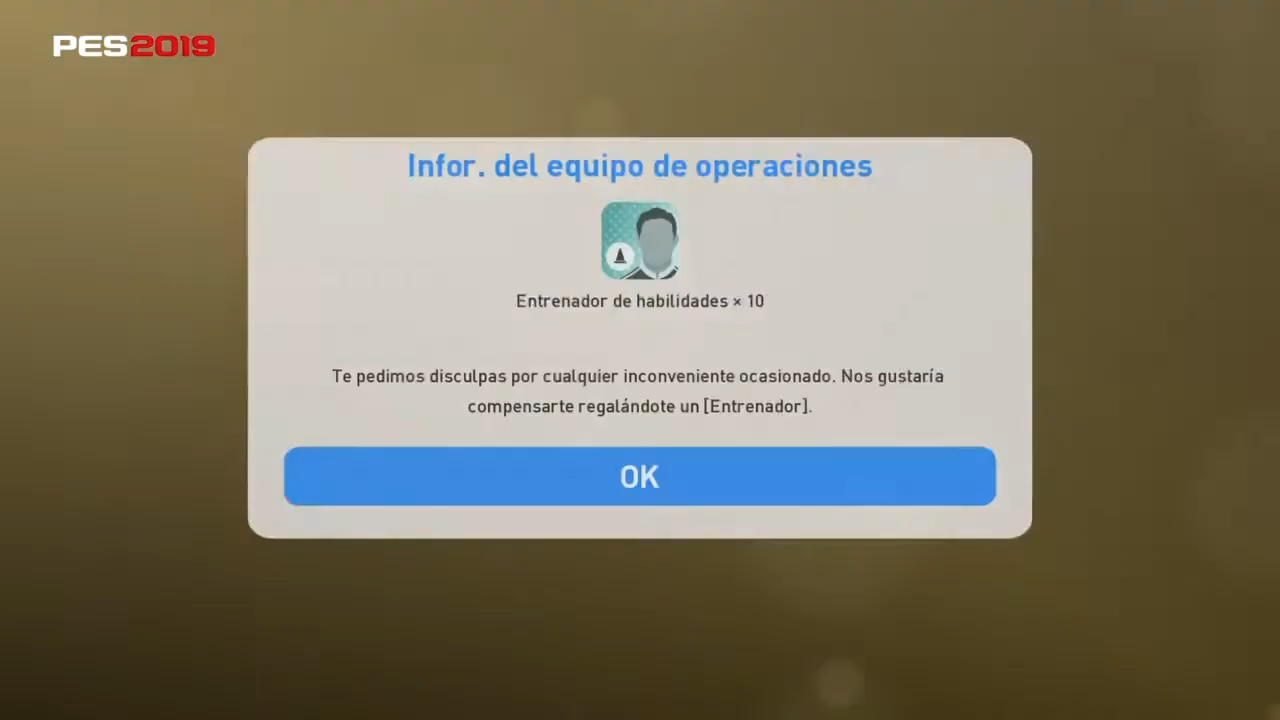 PES2019
Infor. del equipo de operaciones
Entrenador de habilidades × 10
Te pedimos disculpas por cualquier inconveniente ocasionado. Nos gustaría
compensarte regalándote un [Entrenador].
OK